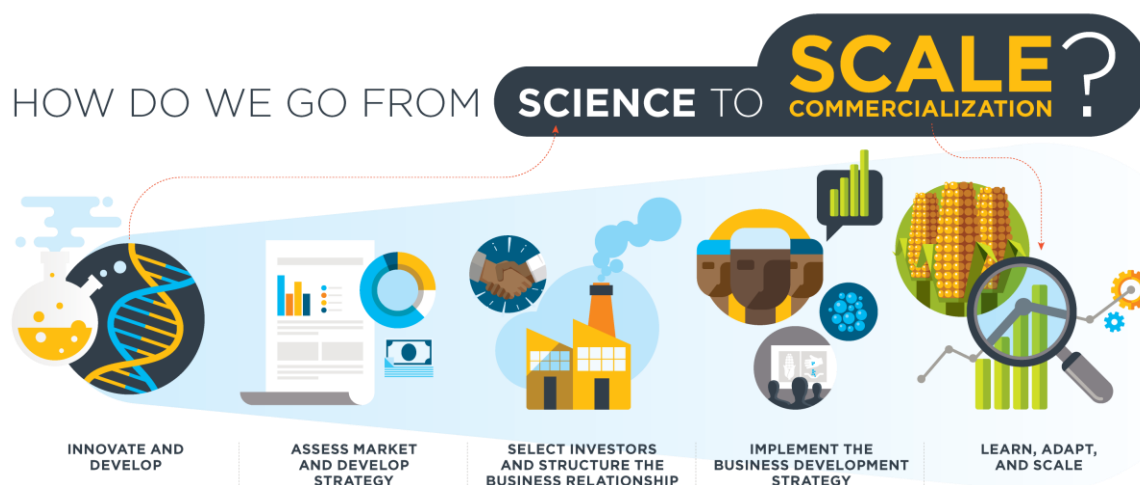 HOW DO WE GO FROM SCIENCE TO SCALE COMMERCIALIZATION?
INNOVATE AND
DEVELOP
ASSESS MARKET
AND DEVELOP
STRATEGY
SELECT INVESTORS
AND STRUCTURE THE
BUSINESS RELATIONSHIP
IMPLEMENT THE
BUSINESS DEVELOPMENT
STRATEGY
LEARN, ADAPT,
AND SCALE